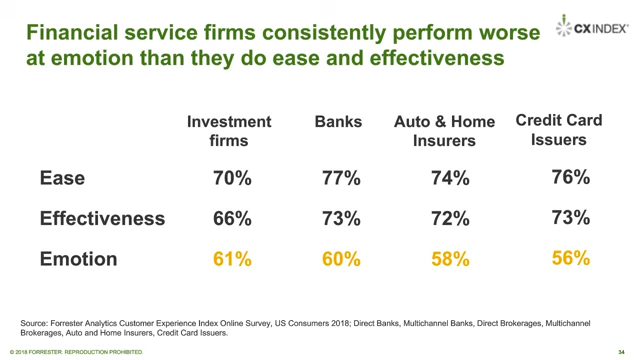 Financial service firms consistently perform worse
at emotion than they do ease and effectiveness
CX INDEX
Investment
firms
Banks
Auto & Home
Insurers
Credit Card
Issuers
Ease 70% 77% 74% 76%
Effectiveness 66% 73% 72% 73%
Emotion 61% 60% 58% 56%
Source: Forrester Analytics Customer Experience Index Online Survey, US Consumers 2018; Direct Banks, Multichannel Banks, Direct Brokerages, Multichannel
Brokerages, Auto and Home Insurers, Credit Card Issuers.
© 2018 FORRESTER. REPRODUCTION PROHIBITED.
34